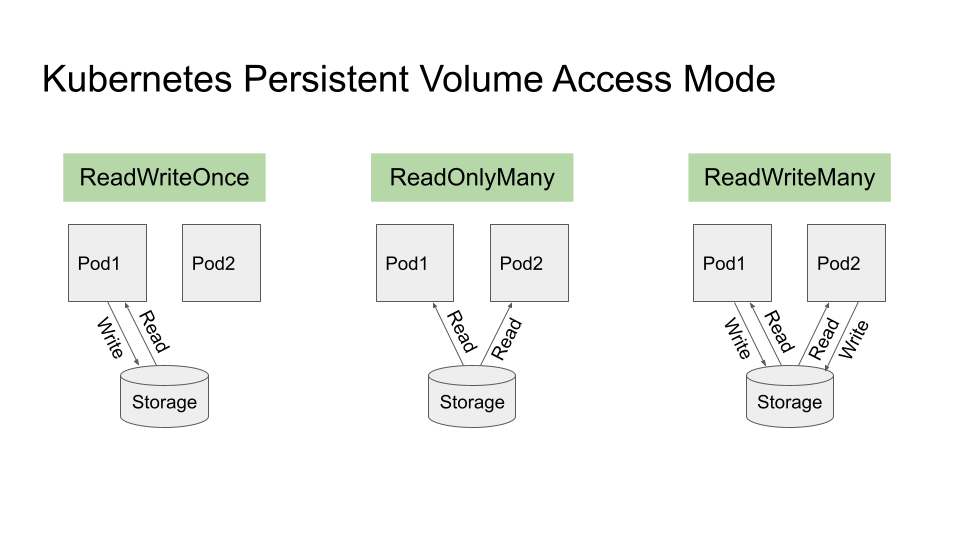 Kubernetes Persistent Volume Access Mode
ReadWriteOnce
Pod1
Pod2
Write
Read
Storage
ReadOnlyMany
Pod1
Pod2
Read
Read
Storage
ReadWriteMany
Pod1
Pod2
Write
Read
Read
Write
Storage